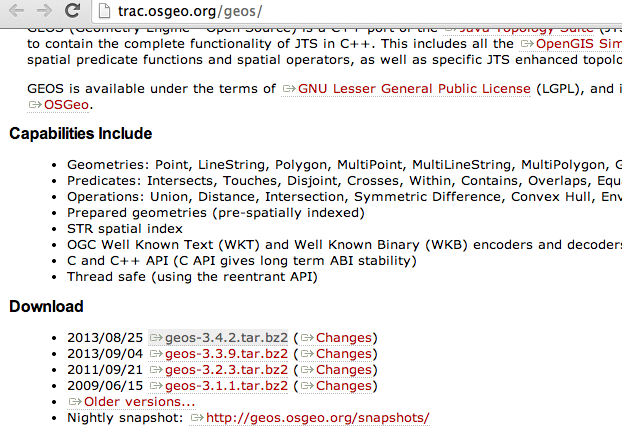 trac.osgeo.org/geos/
GEOS (Geometry Engine - Open Source) is a C++ port of the Java Topology Suite (JTS
to contain the complete functionality of JTS in C++. This includes all the OpenGIS Sim
spatial predicate functions and spatial operators, as well as specific JTS enhanced topolo
GEOS is available under the terms of GNU Lesser General Public License (LGPL), and i
OSGeo.
Capabilities Include
• Geometries: Point, LineString, Polygon, MultiPoint, MultiLineString, MultiPolygon, G
• Predicates: Intersects, Touches, Disjoint, Crosses, Within, Contains, Overlaps, Equa
• Operations: Union, Distance, Intersection, Symmetric Difference, Convex Hull, Env
• Prepared geometries (pre-spatially indexed)
• STR spatial index
• OGC Well Known Text (WKT) and Well Known Binary (WKB) encoders and decoders
• C and C++ API (C API gives long term ABI stability)
• Thread safe (using the reentrant API)
Download
• 2013/08/25 geos-3.4.2.tar.bz2 (Changes)
• 2013/09/04 geos-3.3.9.tar.bz2 (Changes)
• 2011/09/21 geos-3.2.3.tar.bz2 (Changes)
• 2009/06/15 geos-3.1.1.tar.bz2 (Changes)
• Older versions...
• Nightly snapshot: http://geos.osgeo.org/snapshots/